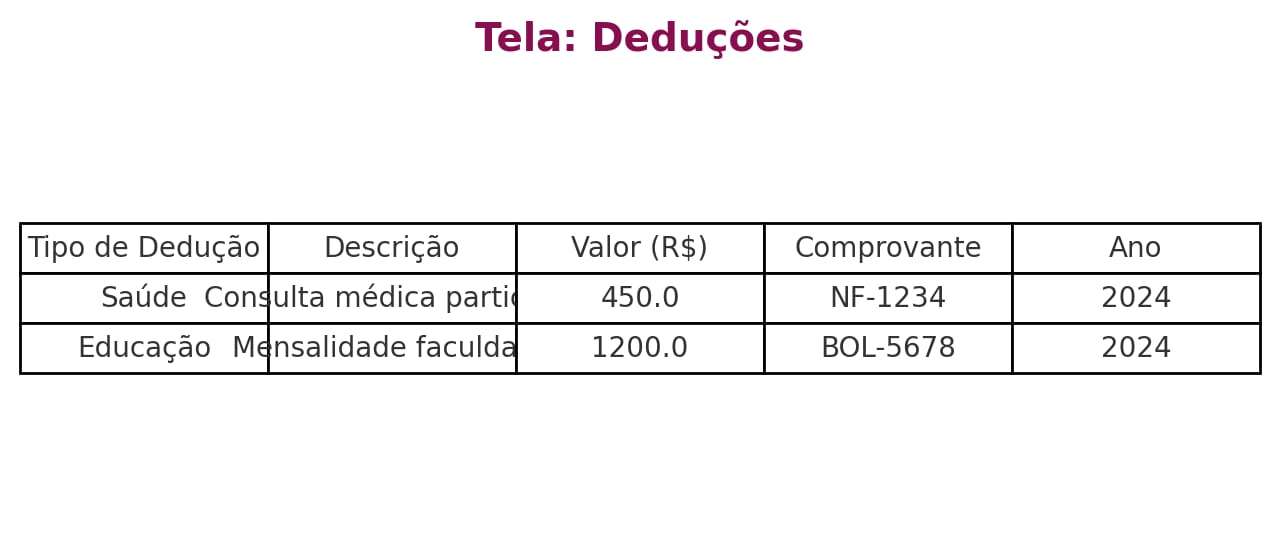 Tela: Deduções
Tipo de Dedução Descrição Valor (R$) Comprovante Ano
Saúde Consulta médica partic 450.0 NF-1234 2024
Educação Mensalidade faculda 1200.0 BOL-5678 2024